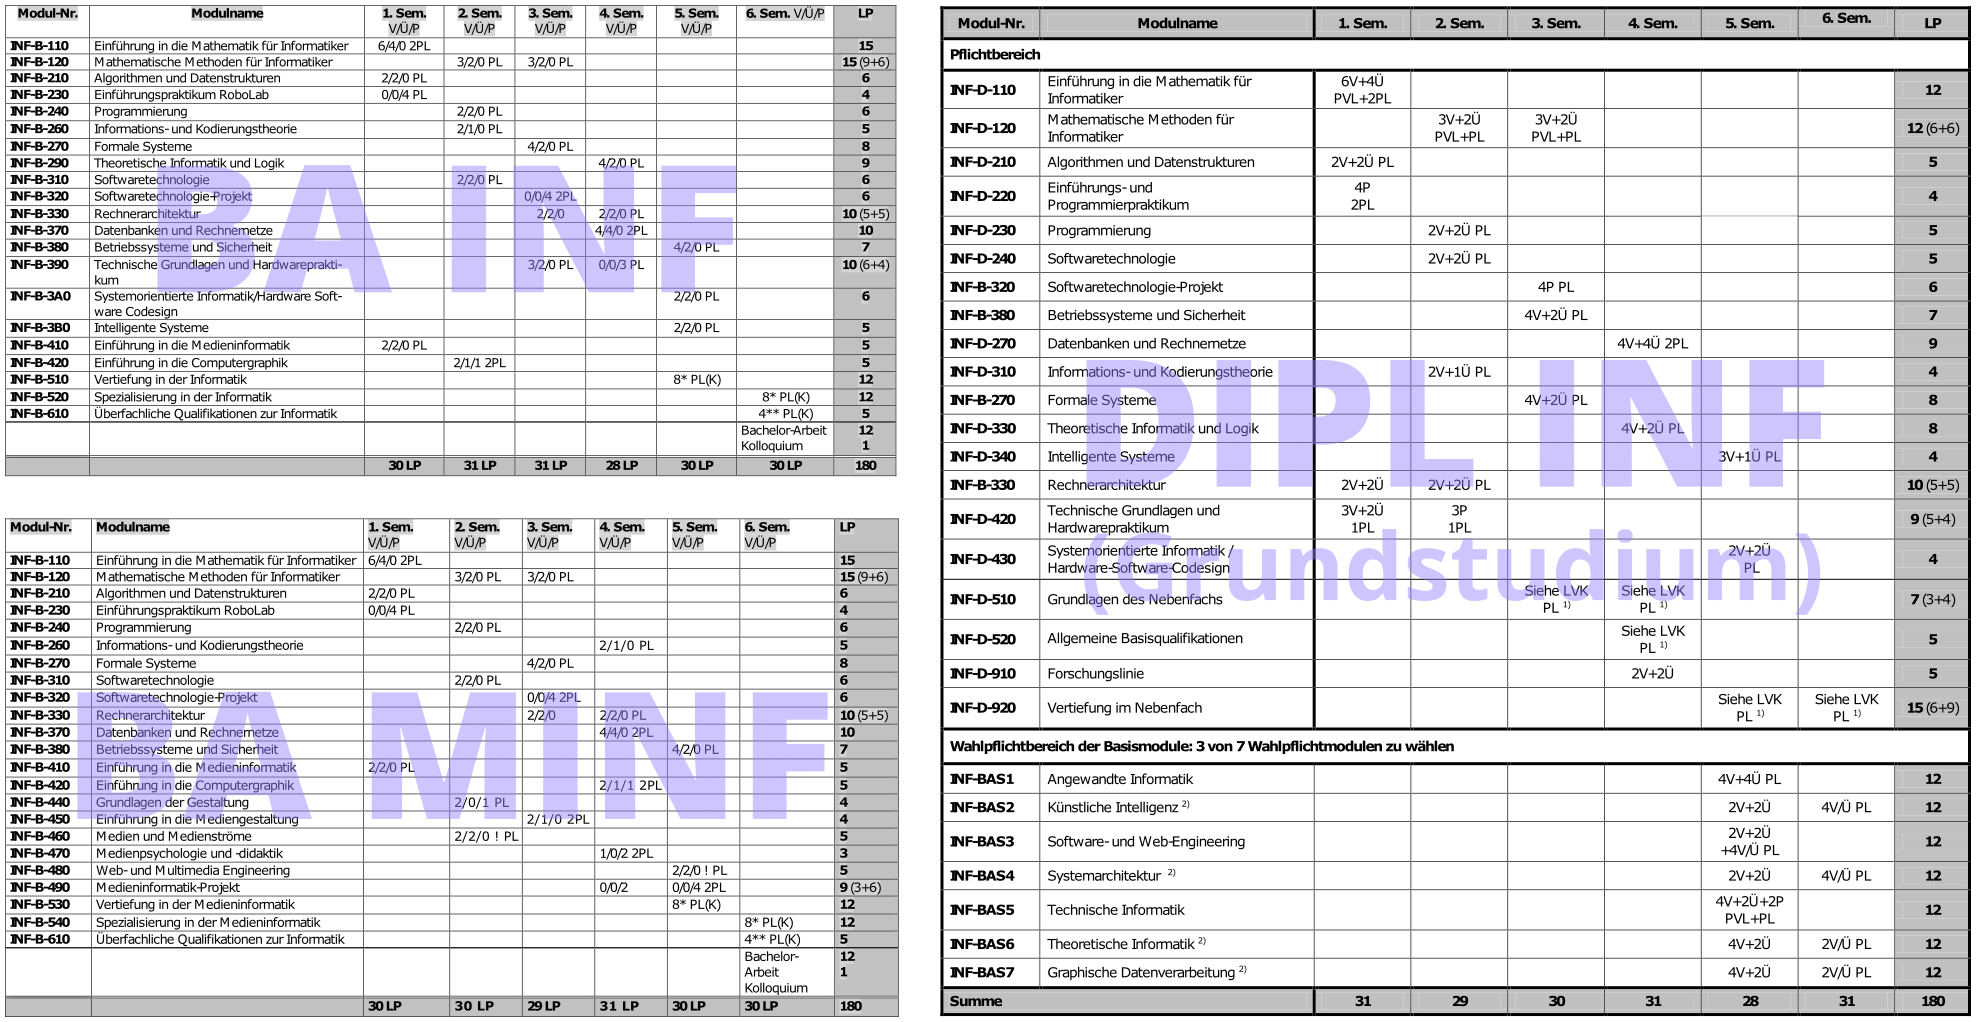 Modul-Nr. Modulname 1. Sem. 2. Sem. 3. Sem. 4. Sem. 5. Sem. 6. Sem. V/Ü/P LP
V/Ü/P V/Ü/P V/Ü/P V/Ü/P V/Ü/P
INF-B-110 Einführung in die Mathematik für Informatiker 6/4/0 2PL 15
INF-B-120 Mathematische Methoden für Informatiker 3/2/0 PL 3/2/0 PL 15 (9+6)
INF-B-210 Algorithmen und Datenstrukturen 2/2/0 PL 6
INF-B-230 Einführungspraktikum RoboLab 0/0/4 PL 4
INF-B-240 Programmierung 2/2/0 PL 6
INF-B-260 Informations- und Kodierungstheorie 2/1/0 PL 5
INF-B-270 Formale Systeme 4/2/0 PL 8
INF-B-290 Theoretische Informatik und Logik 4/2/0 PL 9
INF-B-310 Softwaretechnologie 2/2/0 PL 6
INF-B-320 Softwaretechnologie-Projekt 0/0/4 2PL 6
INF-B-330 Rechnerarchitektur 2/2/0 2/2/0 PL 10 (5+5)
INF-B-370 Datenbanken und Rechnernetze 4/4/0 2PL 10
INF-B-380 Betriebssysteme und Sicherheit 4/2/0 PL 7
INF-B-390 Technische Grundlagen und Hardwareprakti- 3/2/0 PL 0/0/3 PL 10 (6+4)
kum
INF-B-3A0 Systemorientierte Informatik/Hardware Soft- 2/2/0 PL 6
ware Codesign
INF-B-3B0 Intelligente Systeme 2/2/0 PL 5
INF-B-410 Einführung in die Medieninformatik 2/2/0 PL 5
INF-B-420 Einführung in die Computergraphik 2/1/1 2PL 5
INF-B-510 Vertiefung in der Informatik 8* PL(K) 12
INF-B-520 Spezialisierung in der Informatik 8* PL(K) 12
INF-B-610 Überfachliche Qualifikationen zur Informatik 4** PL(K) 5
Bachelor-Arbeit 12
Kolloquium 1
30 LP 31 LP 31 LP 28 LP 30 LP 30 LP 180
BA INF
Modul-Nr. Modulname 1. Sem. 2. Sem. 3. Sem. 4. Sem. 5. Sem. 6. Sem. LP
V/Ü/P V/Ü/P V/Ü/P V/Ü/P V/Ü/P V/Ü/P
INF-B-110 Einführung in die Mathematik für Informatiker 6/4/0 2PL 15
INF-B-120 Mathematische Methoden für Informatiker 3/2/0 PL 3/2/0 PL 15 (9+6)
INF-B-210 Algorithmen und Datenstrukturen 2/2/0 PL 6
INF-B-230 Einführungspraktikum RoboLab 0/0/4 PL 4
INF-B-240 Programmierung 2/2/0 PL 6
INF-B-260 Informations- und Kodierungstheorie 2/1/0 PL 5
INF-B-270 Formale Systeme 4/2/0 PL 8
INF-B-310 Softwaretechnologie 2/2/0 PL 6
INF-B-320 Softwaretechnologie-Projekt 0/0/4 2PL 6
INF-B-330 Rechnerarchitektur 2/2/0 2/2/0 PL 10 (5+5)
INF-B-370 Datenbanken und Rechnernetze 4/4/0 2PL 10
INF-B-380 Betriebssysteme und Sicherheit 4/2/0 PL 7
INF-B-410 Einführung in die Medieninformatik 2/2/0 PL 5
INF-B-420 Einführung in die Computergraphik 2/1/1 2PL 5
INF-B-440 Grundlagen der Gestaltung 2/0/1 PL 4
INF-B-450 Einführung in die Mediengestaltung 2/1/0 2PL 4
INF-B-460 Medien und Medienströme 2/2/0 ! PL 5
INF-B-470 Medienpsychologie und -didaktik 1/0/2 2PL 3
INF-B-480 Web- und Multimedia Engineering 2/2/0 ! PL 5
INF-B-490 Medieninformatik-Projekt 0/0/2 0/0/4 2PL 9 (3+6)
INF-B-530 Vertiefung in der Medieninformatik 8* PL(K) 12
INF-B-540 Spezialisierung in der Medieninformatik 8* PL(K) 12
INF-B-610 Überfachliche Qualifikationen zur Informatik 4** PL(K) 5
Bachelor- 12
Arbeit 1
Kolloquium
30 LP 30 LP 29 LP 31 LP 30 LP 30 LP 180
BA MINF
Modul-Nr. Modulname 1. Sem. 2. Sem. 3. Sem. 4. Sem. 5. Sem. 6. Sem. LP
Pflichtbereich
INF-D-110 Einführung in die Mathematik für 6V+4Ü 12
Informatiker PVL+2PL
INF-D-120 Mathematische Methoden für 3V+2Ü 3V+2Ü 12 (6+6)
Informatiker PVL+PL PVL+PL
INF-D-210 Algorithmen und Datenstrukturen 2V+2Ü PL 5
INF-D-220 Einführungs- und 4P 4
Programmierpraktikum 2PL
INF-D-230 Programmierung 2V+2Ü PL 5
INF-D-240 Softwaretechnologie 2V+2Ü PL 5
INF-B-320 Softwaretechnologie-Projekt 4P PL 6
INF-B-380 Betriebssysteme und Sicherheit 4V+2Ü PL 7
INF-D-270 Datenbanken und Rechnernetze 4V+4Ü 2PL 9
INF-D-310 Informations- und Kodierungstheorie 2V+1Ü PL 4
INF-B-270 Formale Systeme 4V+2Ü PL 8
INF-D-330 Theoretische Informatik und Logik 4V+2Ü PL 8
INF-D-340 Intelligente Systeme 3V+1Ü PL 4
INF-B-330 Rechnerarchitektur 2V+2Ü 2V+2Ü PL 10 (5+5)
INF-D-420 Technische Grundlagen und 3V+2Ü 3P 9 (5+4)
Hardwarepraktikum 1PL 1PL
INF-D-430 Systemorientierte Informatik / 2V+2Ü 4
Hardware-Software-Codesign PL
INF-D-510 Grundlagen des Nebenfachs Siehe LVK Siehe LVK 7 (3+4)
PL 1) PL 1)
INF-D-520 Allgemeine Basisqualifikationen Siehe LVK 5
PL 1)
INF-D-910 Forschungslinie 2V+2Ü 5
INF-D-920 Vertiefung im Nebenfach Siehe LVK Siehe LVK 15 (6+9)
PL 1) PL 1)
Wahlpflichtbereich der Basismodule: 3 von 7 Wahlpflichtmodulen zu wählen
INF-BAS1 Angewandte Informatik 4V+4Ü PL 12
INF-BAS2 Künstliche Intelligenz 2) 2V+2Ü 4V/Ü PL 12
INF-BAS3 Software- und Web-Engineering 2V+2Ü 12
+4V/Ü PL
INF-BAS4 Systemarchitektur 2) 2V+2Ü 4V/Ü PL 12
INF-BAS5 Technische Informatik 4V+2Ü+2P 12
PVL+PL
INF-BAS6 Theoretische Informatik 2) 4V+2Ü 2V/Ü PL 12
INF-BAS7 Graphische Datenverarbeitung 2) 4V+2Ü 2V/Ü PL 12
Summe 31 29 30 31 28 31 180
DIPL INF
(Grundstudium)